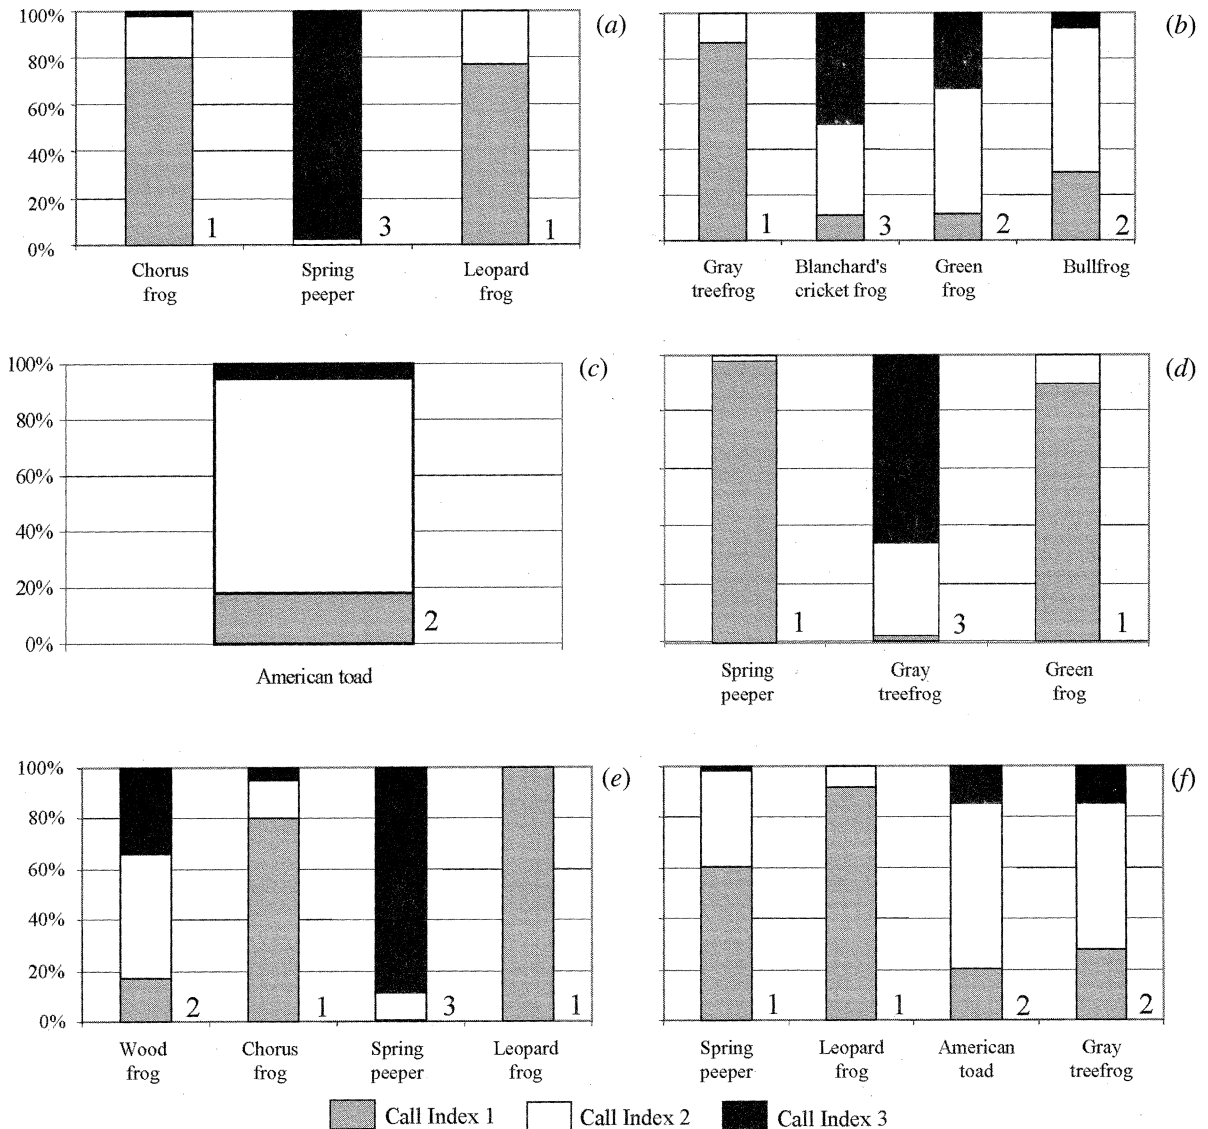 100%
80%
60%
40%
20%
0%
1
3
1
(a)
Chorus
frog
Spring
peeper
Leopard
frog
1
3
2
2
(b)
Gray
treefrog
Blanchard's
cricket frog
Green
frog
Bullfrog
100%
80%
60%
40%
20%
0%
2
(c)
American toad
1
3
1
(d)
Spring
peeper
Gray
treefrog
Green
frog
100%
80%
60%
40%
20%
0%
2
1
3
1
(e)
Wood
frog
Chorus
frog
Spring
peeper
Leopard
frog
1
1
2
2
(f)
Spring
peeper
Leopard
frog
American
toad
Gray
treefrog
Call Index 1
Call Index 2
Call Index 3